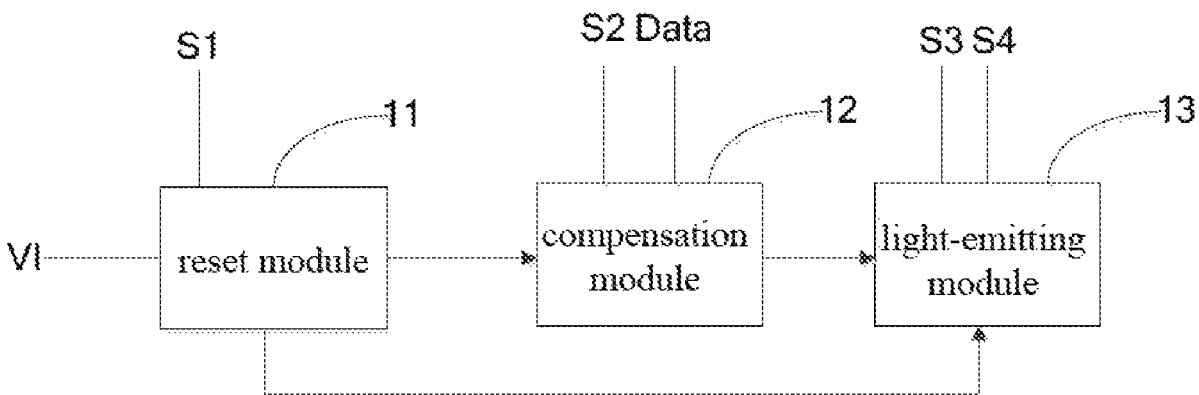 S1
S2 Data
S3 S4
11
12
13
VI
reset module
compensation
module
light-emitting
module